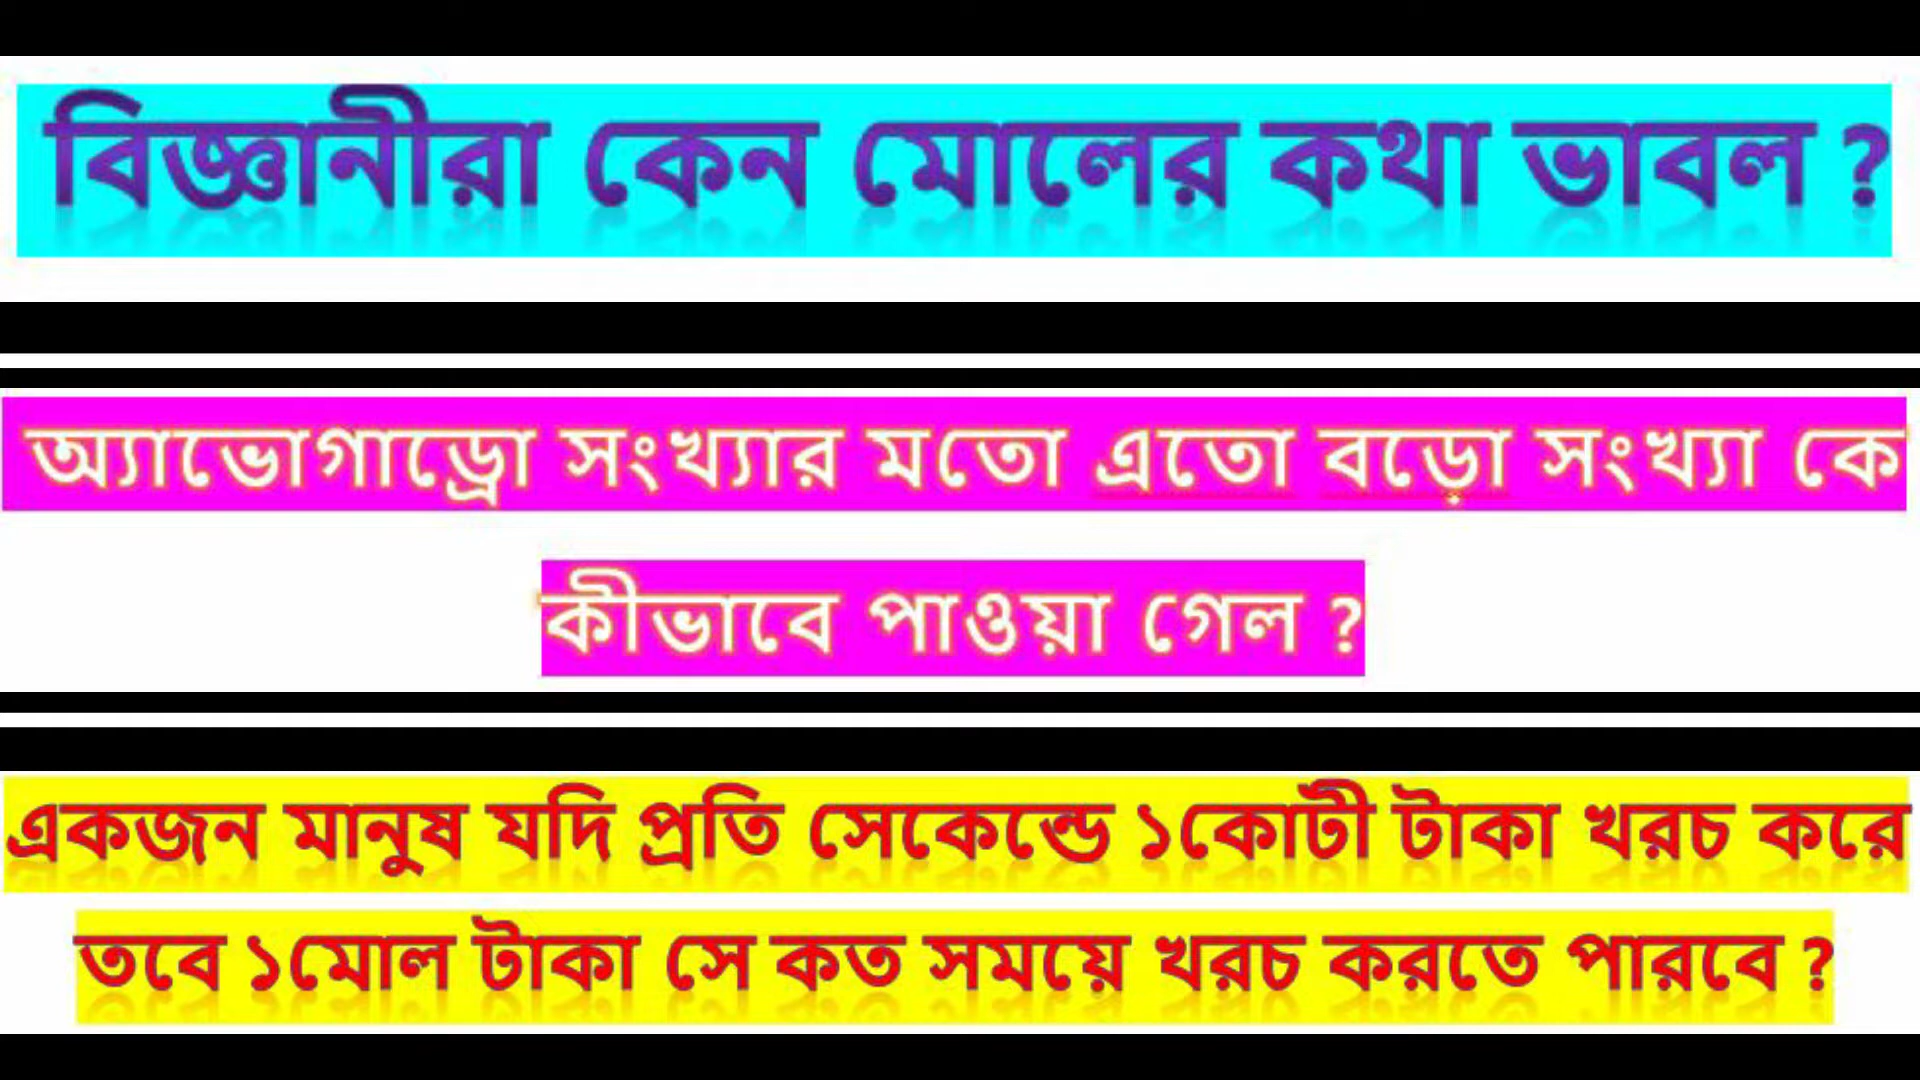 বিজ্ঞানীরা কেন মোলের কথা ভাবল ?
অ্যাভোগাড্রো সংখ্যার মতো এতো বড়ো সংখ্যা কে
কীভাবে পাওয়া গেল ?
একজন মানুষ যদি প্রতি সেকেন্ডে ১কোটী টাকা খরচ করে
তবে ১মোল টাকা সে কত সময়ে খরচ করতে পারবে ?